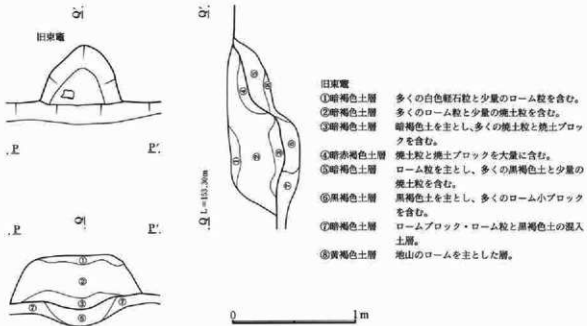 Q'
旧東竈
P P'
Q
P P'
①
②
③
⑦ ⑦
⑥
Q'
Q L=153.30m
0 1m
旧東竈
①暗褐色土層 多くの白色軽石粒と少量のローム粒を含む。
②暗褐色土層 多くのローム粒と少量の焼土粒を含む。
③暗褐色土層 暗褐色土を主とし、多くの焼土粒と焼土ブロッ
クを含む。
④暗赤褐色土層 焼土粒と焼土ブロックを大量に含む。
⑤暗褐色土層 ローム粒を主とし、多くの黒褐土と少量の
焼土粒を含む。
⑥黒褐色土層 黒褐色土を主とし、多くのローム小ブロック
を含む。
⑦暗褐色土層 ロームブロック・ローム粒と黒褐色土の混入
土層。
⑧黄褐色土層 地山のロームを主とした層。